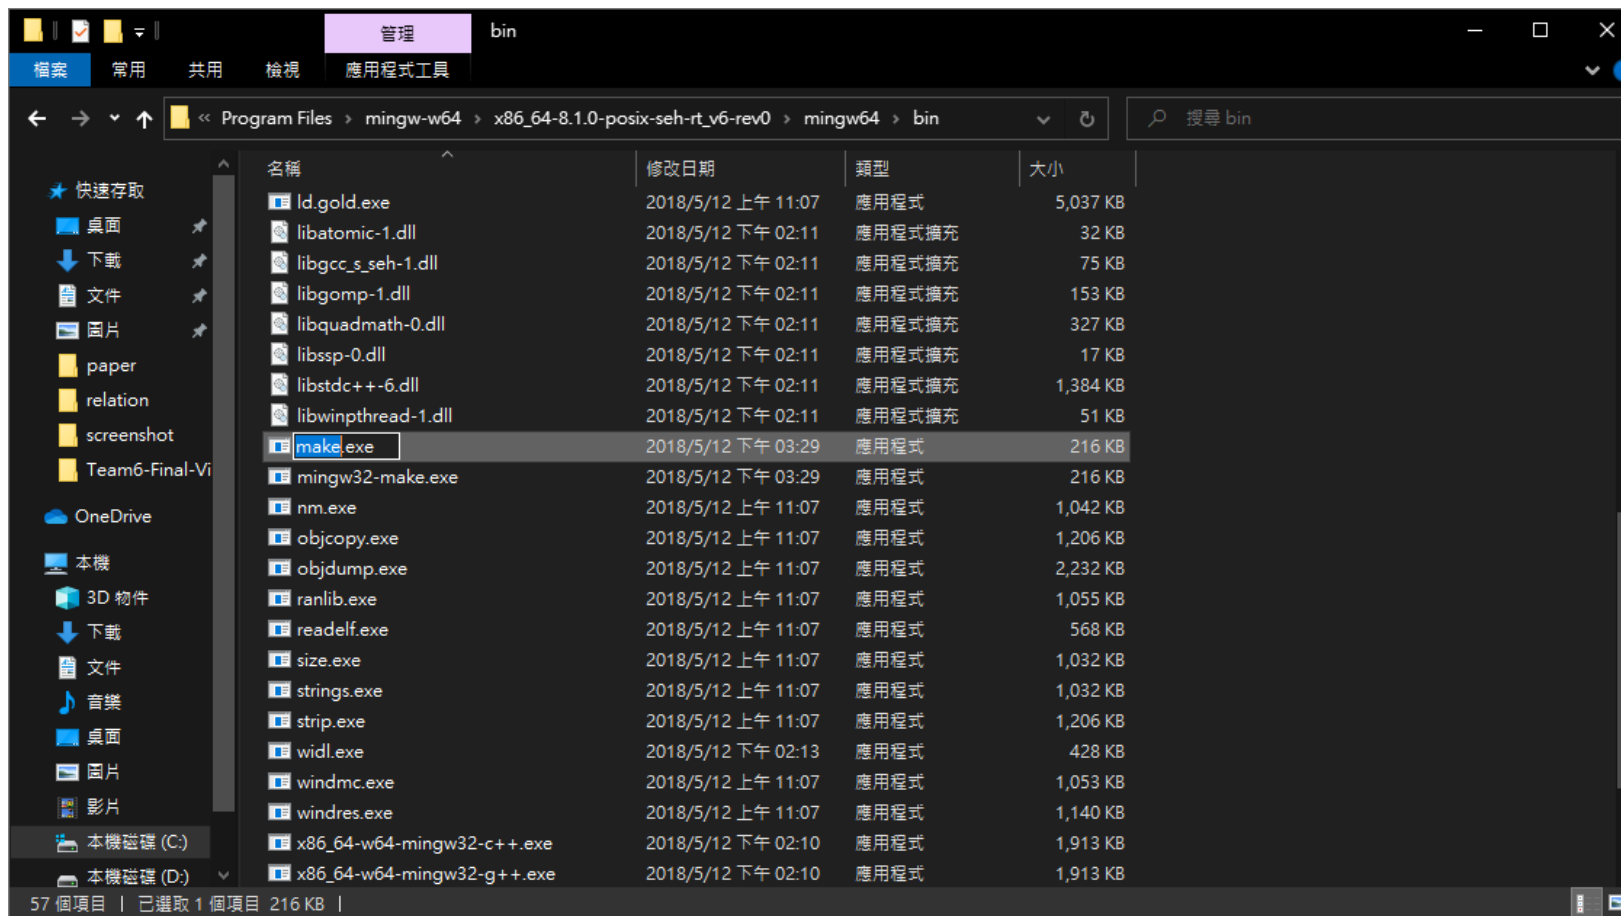 管理 bin
檔案 常用 共用 檢視 應用程式工具
« Program Files › mingw-w64 › x86_64-8.1.0-posix-seh-rt_v6-rev0 › mingw64 › bin 搜尋 bin
快速存取
桌面
下載
文件
圖片
paper
relation
screenshot
Team6-Final-Vi
OneDrive
本機
3D 物件
下載
文件
音樂
桌面
圖片
影片
本機磁碟 (C:)
本機磁碟 (D:)
名稱 修改日期 類型 大小
ld.gold.exe 2018/5/12 上午 11:07 應用程式 5,037 KB
libatomic-1.dll 2018/5/12 下午 02:11 應用程式擴充 32 KB
libgcc_s_seh-1.dll 2018/5/12 下午 02:11 應用程式擴充 75 KB
libgomp-1.dll 2018/5/12 下午 02:11 應用程式擴充 153 KB
libquadmath-0.dll 2018/5/12 下午 02:11 應用程式擴充 327 KB
libssp-0.dll 2018/5/12 下午 02:11 應用程式擴充 17 KB
libstdc++-6.dll 2018/5/12 下午 02:11 應用程式擴充 1,384 KB
libwinpthread-1.dll 2018/5/12 下午 02:11 應用程式擴充 51 KB
make.exe 2018/5/12 下午 03:29 應用程式 216 KB
mingw32-make.exe 2018/5/12 下午 03:29 應用程式 216 KB
nm.exe 2018/5/12 上午 11:07 應用程式 1,042 KB
objcopy.exe 2018/5/12 上午 11:07 應用程式 1,206 KB
objdump.exe 2018/5/12 上午 11:07 應用程式 2,232 KB
ranlib.exe 2018/5/12 上午 11:07 應用程式 1,055 KB
readelf.exe 2018/5/12 上午 11:07 應用程式 568 KB
size.exe 2018/5/12 上午 11:07 應用程式 1,032 KB
strings.exe 2018/5/12 上午 11:07 應用程式 1,032 KB
strip.exe 2018/5/12 上午 11:07 應用程式 1,206 KB
widl.exe 2018/5/12 下午 02:13 應用程式 428 KB
windmc.exe 2018/5/12 上午 11:07 應用程式 1,053 KB
windres.exe 2018/5/12 上午 11:07 應用程式 1,140 KB
x86_64-w64-mingw32-c++.exe 2018/5/12 下午 02:10 應用程式 1,913 KB
x86_64-w64-mingw32-g++.exe 2018/5/12 下午 02:10 應用程式 1,913 KB
57 個項目 | 已選取 1 個項目 216 KB |